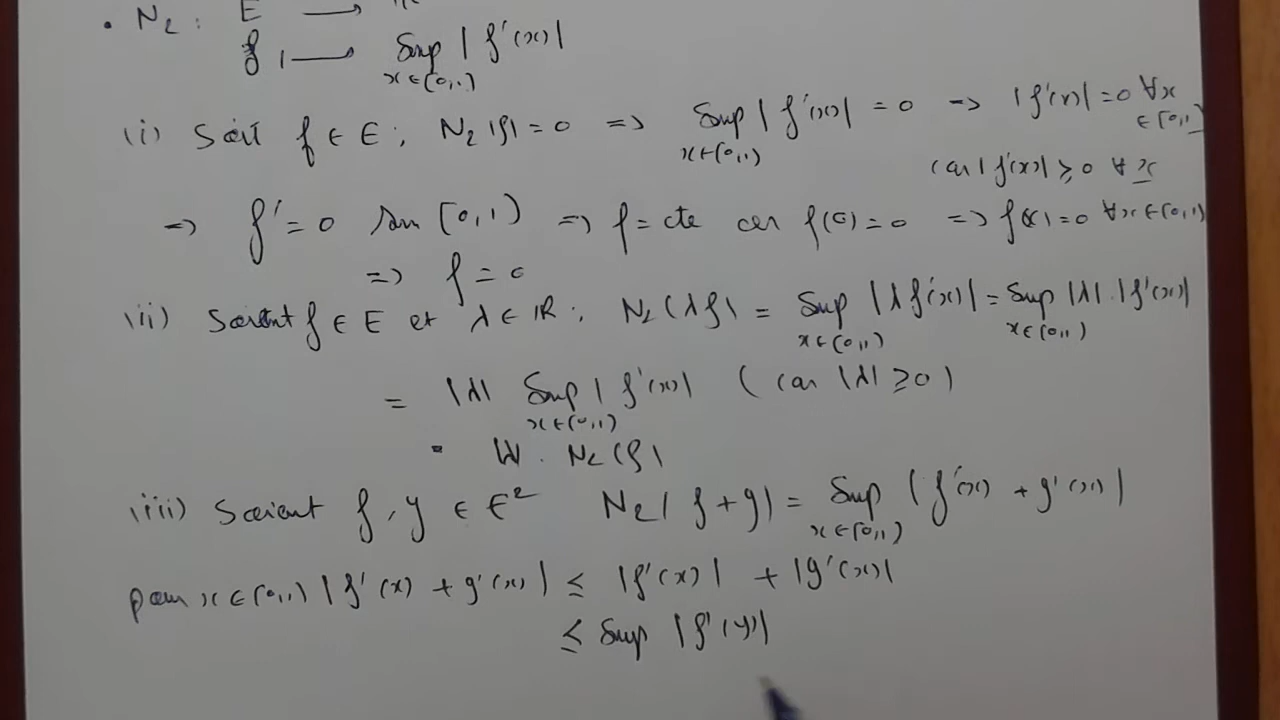 • N₂ : E ⟶ ℝ
f ⟼ Sup |f'(x)|
x∈[0,1]
(i) Soit f ∈ E ; N₂(f) = 0 => Sup |f'(x)| = 0 => |f'(x)| = 0 ∀x
x∈[0,1] ∈ [0,1]
car |f'(x)| ≥ 0 ∀x
=> f' = 0 sur [0,1] => f = cte car f(0) = 0 => f(x) = 0 ∀x∈[0,1]
=> f = 0
(ii) Soient f ∈ E et λ ∈ ℝ ; N₂(λf) = Sup |λf'(x)| = Sup |λ|.|f'(x)|
x∈[0,1] x∈[0,1]
= |λ| Sup |f'(x)| (car |λ| ≥ 0)
x∈[0,1]
= |λ| . N₂(f)
(iii) Soient f, g ∈ E² N₂(f+g) = Sup |f'(x) + g'(x)|
x∈[0,1]
pour x∈[0,1] |f'(x) + g'(x)| ≤ |f'(x)| + |g'(x)|
≤ Sup |f'(y)|